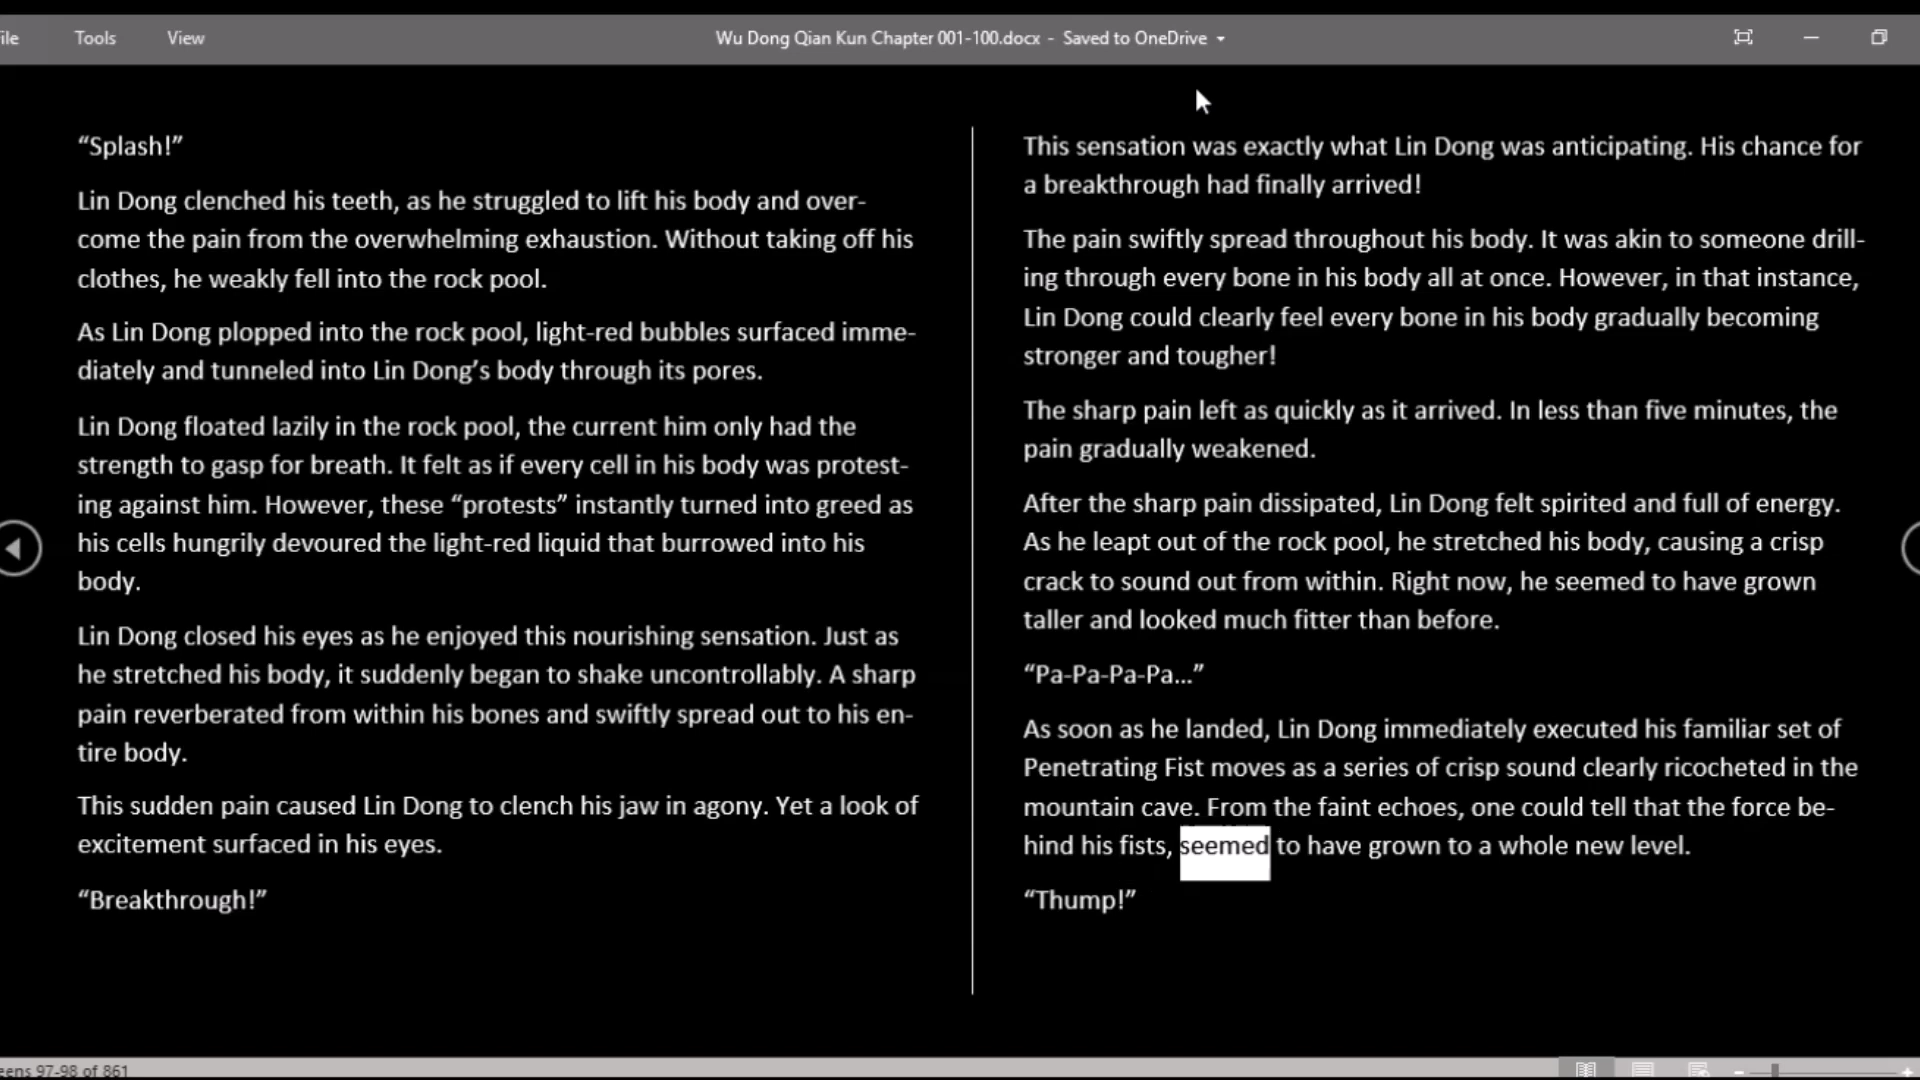 ile
Tools
View
Wu Dong Qian Kun Chapter 001-100.docx - Saved to OneDrive
“Splash!”
Lin Dong clenched his teeth, as he struggled to lift his body and over-
come the pain from the overwhelming exhaustion. Without taking off his
clothes, he weakly fell into the rock pool.
As Lin Dong plopped into the rock pool, light-red bubbles surfaced imme-
diately and tunneled into Lin Dong’s body through its pores.
Lin Dong floated lazily in the rock pool, the current him only had the
strength to gasp for breath. It felt as if every cell in his body was protest-
ing against him. However, these “protests” instantly turned into greed as
his cells hungrily devoured the light-red liquid that burrowed into his
body.
Lin Dong closed his eyes as he enjoyed this nourishing sensation. Just as
he stretched his body, it suddenly began to shake uncontrollably. A sharp
pain reverberated from within his bones and swiftly spread out to his en-
tire body.
This sudden pain caused Lin Dong to clench his jaw in agony. Yet a look of
excitement surfaced in his eyes.
“Breakthrough!”
This sensation was exactly what Lin Dong was anticipating. His chance for
a breakthrough had finally arrived!
The pain swiftly spread throughout his body. It was akin to someone drill-
ing through every bone in his body all at once. However, in that instance,
Lin Dong could clearly feel every bone in his body gradually becoming
stronger and tougher!
The sharp pain left as quickly as it arrived. In less than five minutes, the
pain gradually weakened.
After the sharp pain dissipated, Lin Dong felt spirited and full of energy.
As he leapt out of the rock pool, he stretched his body, causing a crisp
crack to sound out from within. Right now, he seemed to have grown
taller and looked much fitter than before.
“Pa-Pa-Pa-Pa...”
As soon as he landed, Lin Dong immediately executed his familiar set of
Penetrating Fist moves as a series of crisp sound clearly ricocheted in the
mountain cave. From the faint echoes, one could tell that the force be-
hind his fists, seemed to have grown to a whole new level.
“Thump!”
eens 97-98 of 861